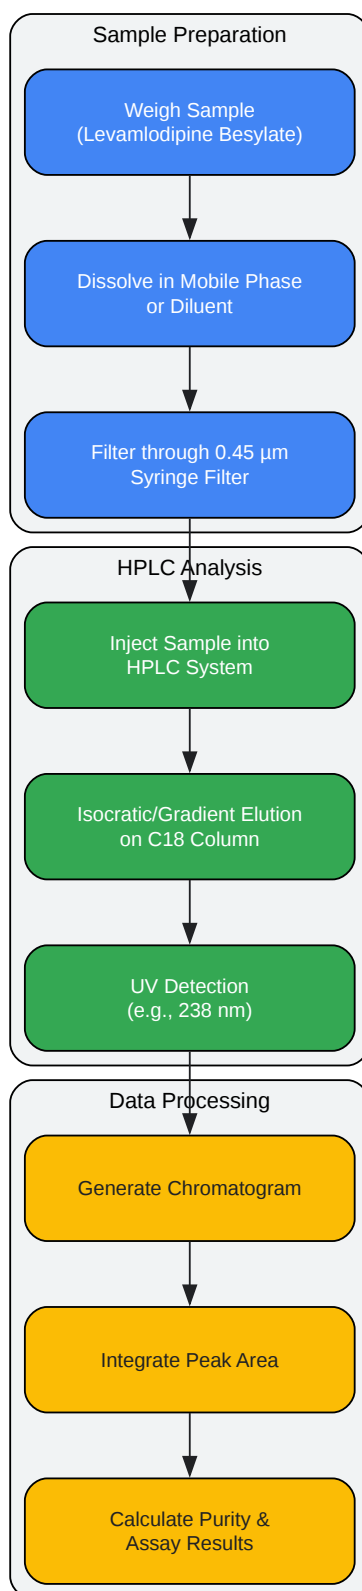 Sample Preparation
Weigh Sample
(Levamlodipine Besylate)
Dissolve in Mobile Phase
or Diluent
Filter through 0.45 µm
Syringe Filter
HPLC Analysis
Inject Sample into
HPLC System
Isocratic/Gradient Elution
on C18 Column
UV Detection
(e.g., 238 nm)
Data Processing
Generate Chromatogram
Integrate Peak Area
Calculate Purity &
Assay Results